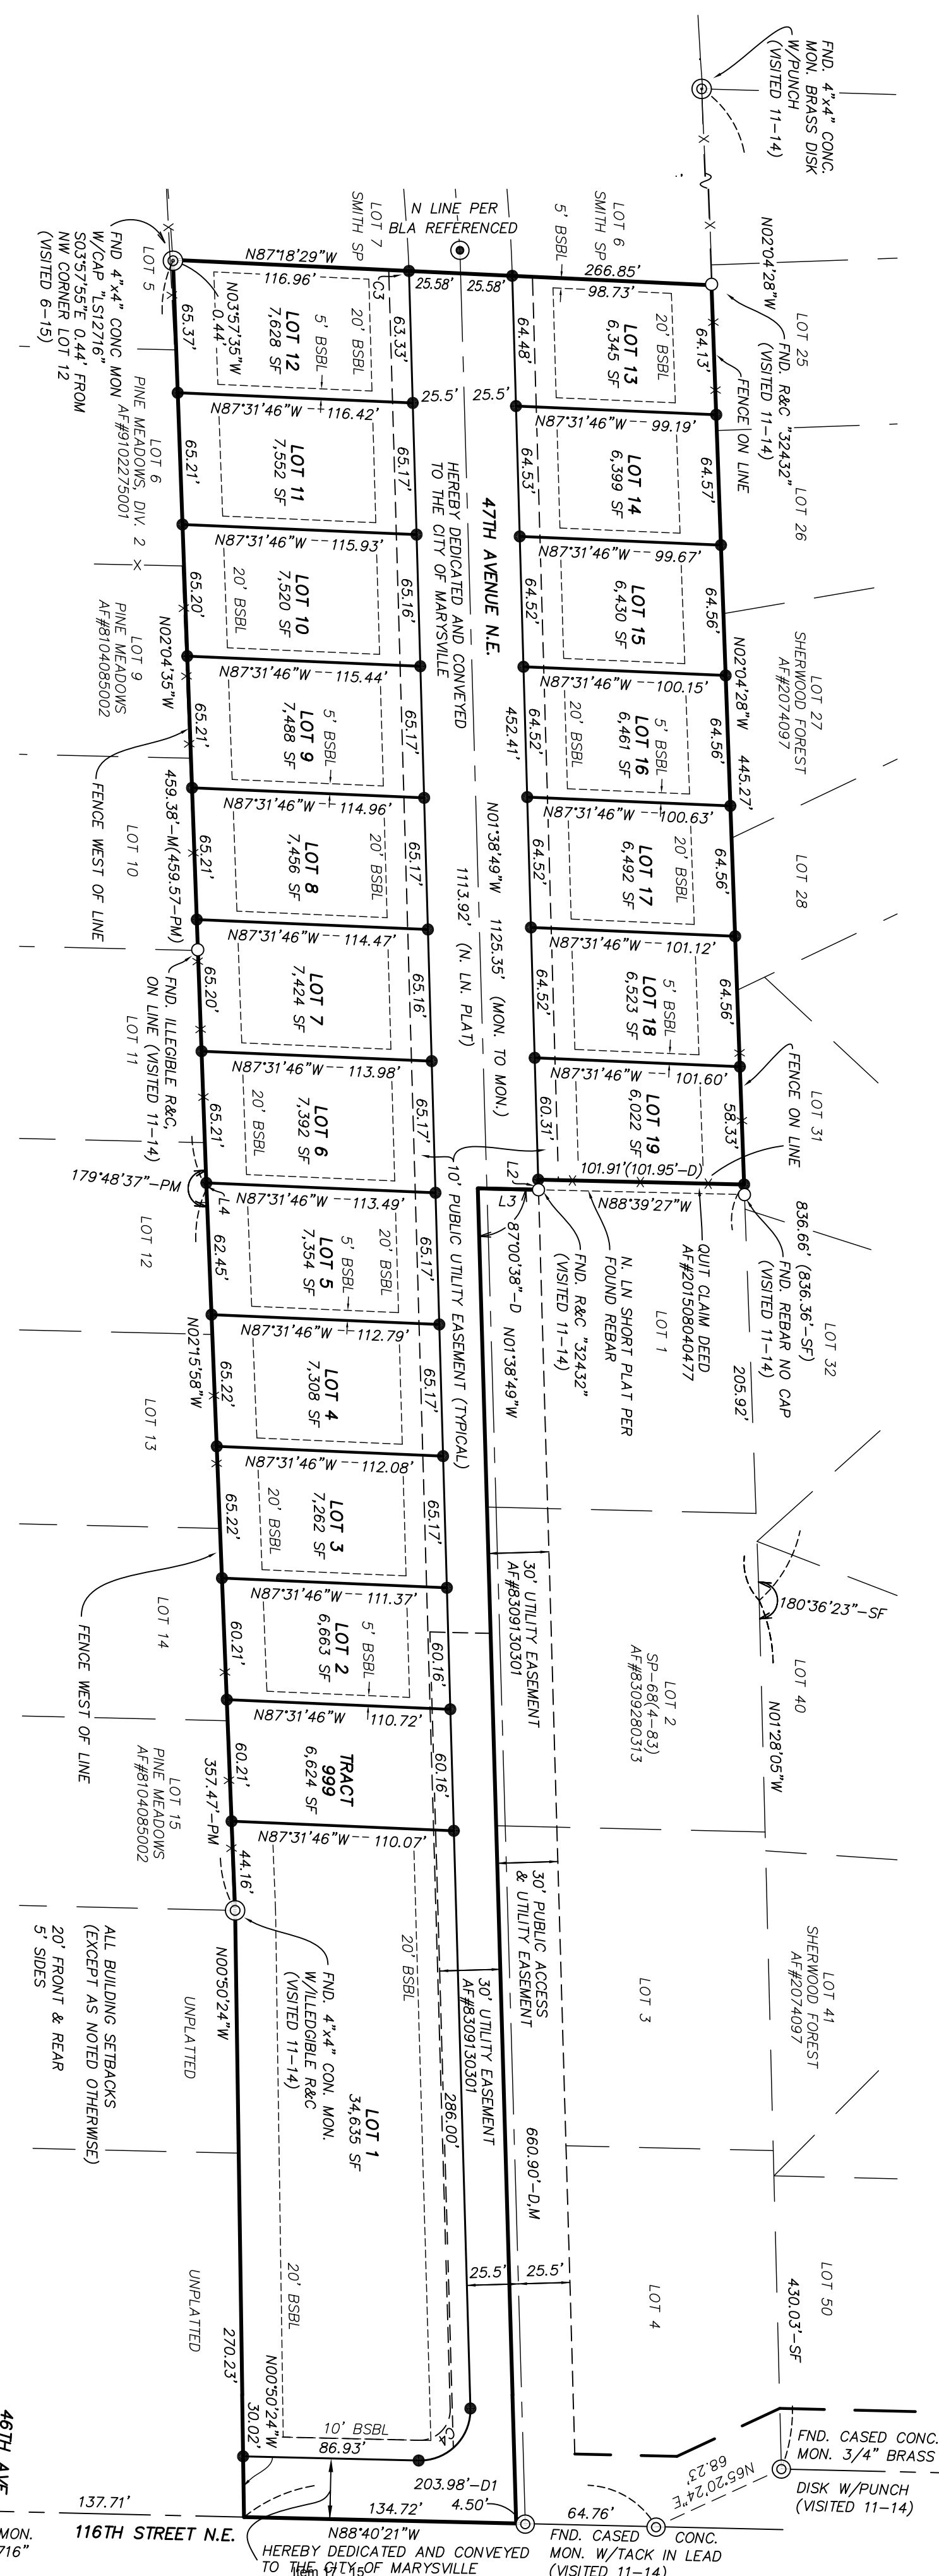 FND. 4"x4" CONC.
MON. BRASS DISK
W/PUNCH
(VISITED 11-14)
N LINE PER
BLA REFERENCED
LOT 7
SMITH SP
LOT 6
SMITH SP
5' BSBL
N02°04'28"W
FND. R&C "32432"
(VISITED 11-14)
FENCE ON LINE
LOT 25
LOT 26
N87°18'29"W
116.96'
C3
25.58'
25.58'
266.85'
98.73'
FND 4"x4" CONC MON
W/CAP "LS12716"
S03°57'55"E 0.44' FROM
NW CORNER LOT 12
(VISITED 6-15)
N03°57'35"W
0.44'
LOT 5
65.37'
LOT 12
7,628 SF
5' BSBL
20' BSBL
63.33'
64.48'
LOT 13
6,345 SF
20' BSBL
64.13'
N87°31'46"W
116.42'
25.5'
25.5'
N87°31'46"W
99.19'
LOT 6
PINE MEADOWS, DIV. 2
AF#9102275001
65.21'
LOT 11
7,552 SF
65.17'
HEREBY DEDICATED AND CONVEYED
TO THE CITY OF MARYSVILLE
47TH AVENUE N.E.
64.53'
LOT 14
6,399 SF
64.57'
N87°31'46"W
115.93'
N87°31'46"W
99.67'
65.20'
20' BSBL
LOT 10
7,520 SF
65.16'
64.52'
LOT 15
6,430 SF
64.56'
N87°31'46"W
115.44'
N87°31'46"W
100.15'
LOT 9
PINE MEADOWS
AF#8104085002
N02°04'35"W
65.21'
LOT 9
7,488 SF
5' BSBL
65.17'
452.41'
64.52'
20' BSBL
LOT 16
6,461 SF
5' BSBL
64.56'
N02°04'28"W
445.27'
LOT 27
SHERWOOD FOREST
AF#2074097
N87°31'46"W
114.96'
N87°31'46"W
100.63'
FENCE WEST OF LINE
LOT 10
459.38'-M(459.57-PM)
65.21'
LOT 8
7,456 SF
20' BSBL
65.17'
1113.92' (N. LN. PLAT)
N01°38'49"W 1125.35' (MON. TO MON.)
64.52'
LOT 17
6,492 SF
20' BSBL
64.56'
LOT 28
N87°31'46"W
114.47'
N87°31'46"W
101.12'
FND. ILLEGIBLE R&C,
ON LINE (VISITED 11-14)
LOT 11
65.20'
LOT 7
7,424 SF
65.16'
64.52'
LOT 18
6,523 SF
5' BSBL
64.56'
N87°31'46"W
113.98'
N87°31'46"W
101.60'
FENCE ON LINE
LOT 31
65.21'
20' BSBL
LOT 6
7,392 SF
65.17'
60.31'
LOT 19
6,022 SF
58.33'
101.91'(101.95'-D)
N88°39'27"W
179°48'37"-PM
L4
L2
L3
N87°31'46"W
113.49'
10' PUBLIC UTILITY EASEMENT (TYPICAL)
87°00'38"-D
N01°38'49"W
FND. R&C "32432"
(VISITED 11-14)
N. LN SHORT PLAT PER
FOUND REBAR
LOT 1
QUIT CLAIM DEED
AF#201508040477
FND. REBAR NO CAP
(VISITED 11-14)
836.66' (836.36'-SF)
205.92'
LOT 32
LOT 12
62.45'
LOT 5
7,354 SF
5' BSBL
20' BSBL
65.17'
N87°31'46"W
112.79'
N02°15'58"W
65.22'
LOT 4
7,308 SF
65.17'
LOT 13
N87°31'46"W
112.08'
65.22'
20' BSBL
LOT 3
7,262 SF
65.17'
N87°31'46"W
111.37'
30' UTILITY EASEMENT
AF#8309130301
180°36'23"-SF
FENCE WEST OF LINE
LOT 14
60.21'
LOT 2
6,663 SF
5' BSBL
60.16'
LOT 2
SP-68(4-83)
AF#8309280313
LOT 40
N01°28'05"W
N87°31'46"W
110.72'
LOT 15
PINE MEADOWS
AF#8104085002
357.47'-PM
60.21'
TRACT
999
6,624 SF
60.16'
N87°31'46"W
110.07'
44.16'
30' PUBLIC ACCESS
& UTILITY EASEMENT
ALL BUILDING SETBACKS
(EXCEPT AS NOTED OTHERWISE)
20' FRONT & REAR
5' SIDES
N00°50'24"W
UNPLATTED
FND. 4"x4" CON. MON.
W/ILLEDGIBLE R&C
(VISITED 11-14)
20' BSBL
30' UTILITY EASEMENT
AF#8309130301
LOT 3
LOT 41
SHERWOOD FOREST
AF#2074097
LOT 1
34,635 SF
286.00'
660.90'-D,M
20' BSBL
25.5'
25.5'
LOT 4
LOT 50
430.03'-SF
UNPLATTED
270.23'
N00°50'24"W
30.02'
10' BSBL
86.93'
203.98'-D1
4.50'
134.72'
N88°40'21"W
64.76'
N65°20'24"E
68.23'
FND. CASED CONC.
MON. 3/4" BRASS
DISK W/PUNCH
(VISITED 11-14)
46TH AVE
137.71'
116TH STREET N.E.
MON.
716"
HEREBY DEDICATED AND CONVEYED
TO THE CITY OF MARYSVILLE
FND. CASED CONC.
MON. W/TACK IN LEAD
(VISITED 11-14)